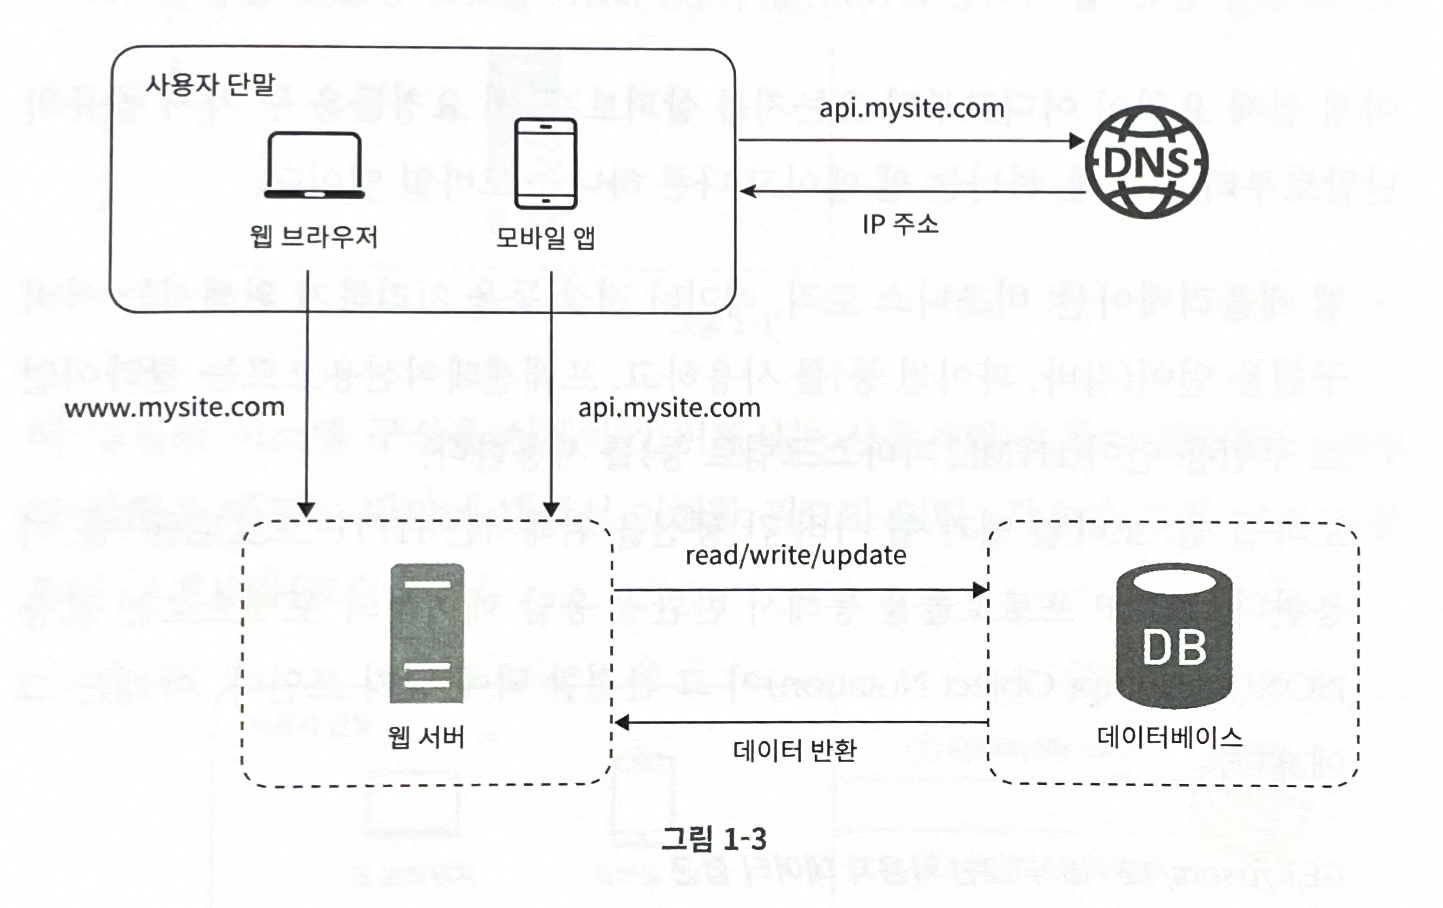 사용자 단말
api.mysite.com
DNS
웹 브라우저
모바일 앱
IP 주소
www.mysite.com
api.mysite.com
read/write/update
DB
웹 서버
데이터 반환
데이터베이스
그림 1-3